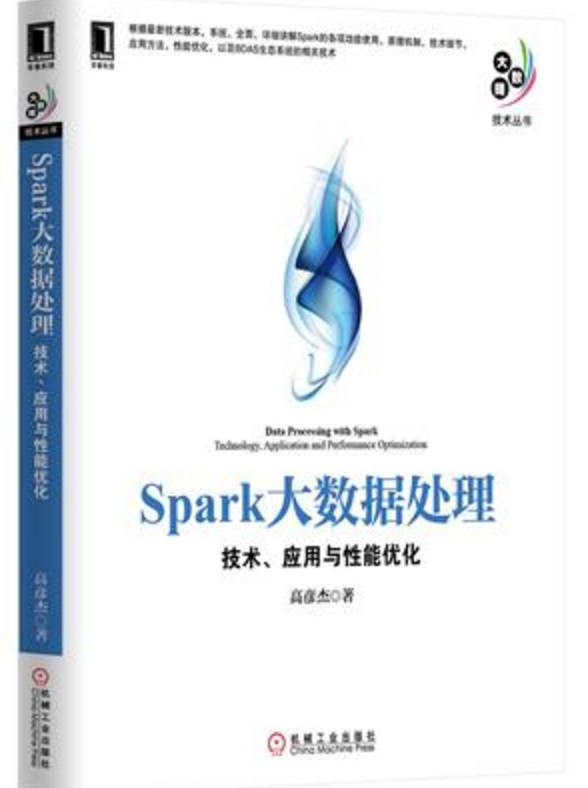 华章科技
根据最新技术版本，系统、全面、详细讲解Spark的各项功能使用、原理机制、技术细节、
应用方法、性能优化，以及BDAS生态系统的相关技术
大数据
技术丛书
Data Processing with Spark
Technology, Application and Performance Optimization
Spark大数据处理
技术、应用与性能优化
高彦杰◎著
机械工业出版社
China Machine Press
大数据
技术丛书
Spark大数据处理
技术、应用与性能优化
高彦杰◎著
机械工业出版社
China Machine Press